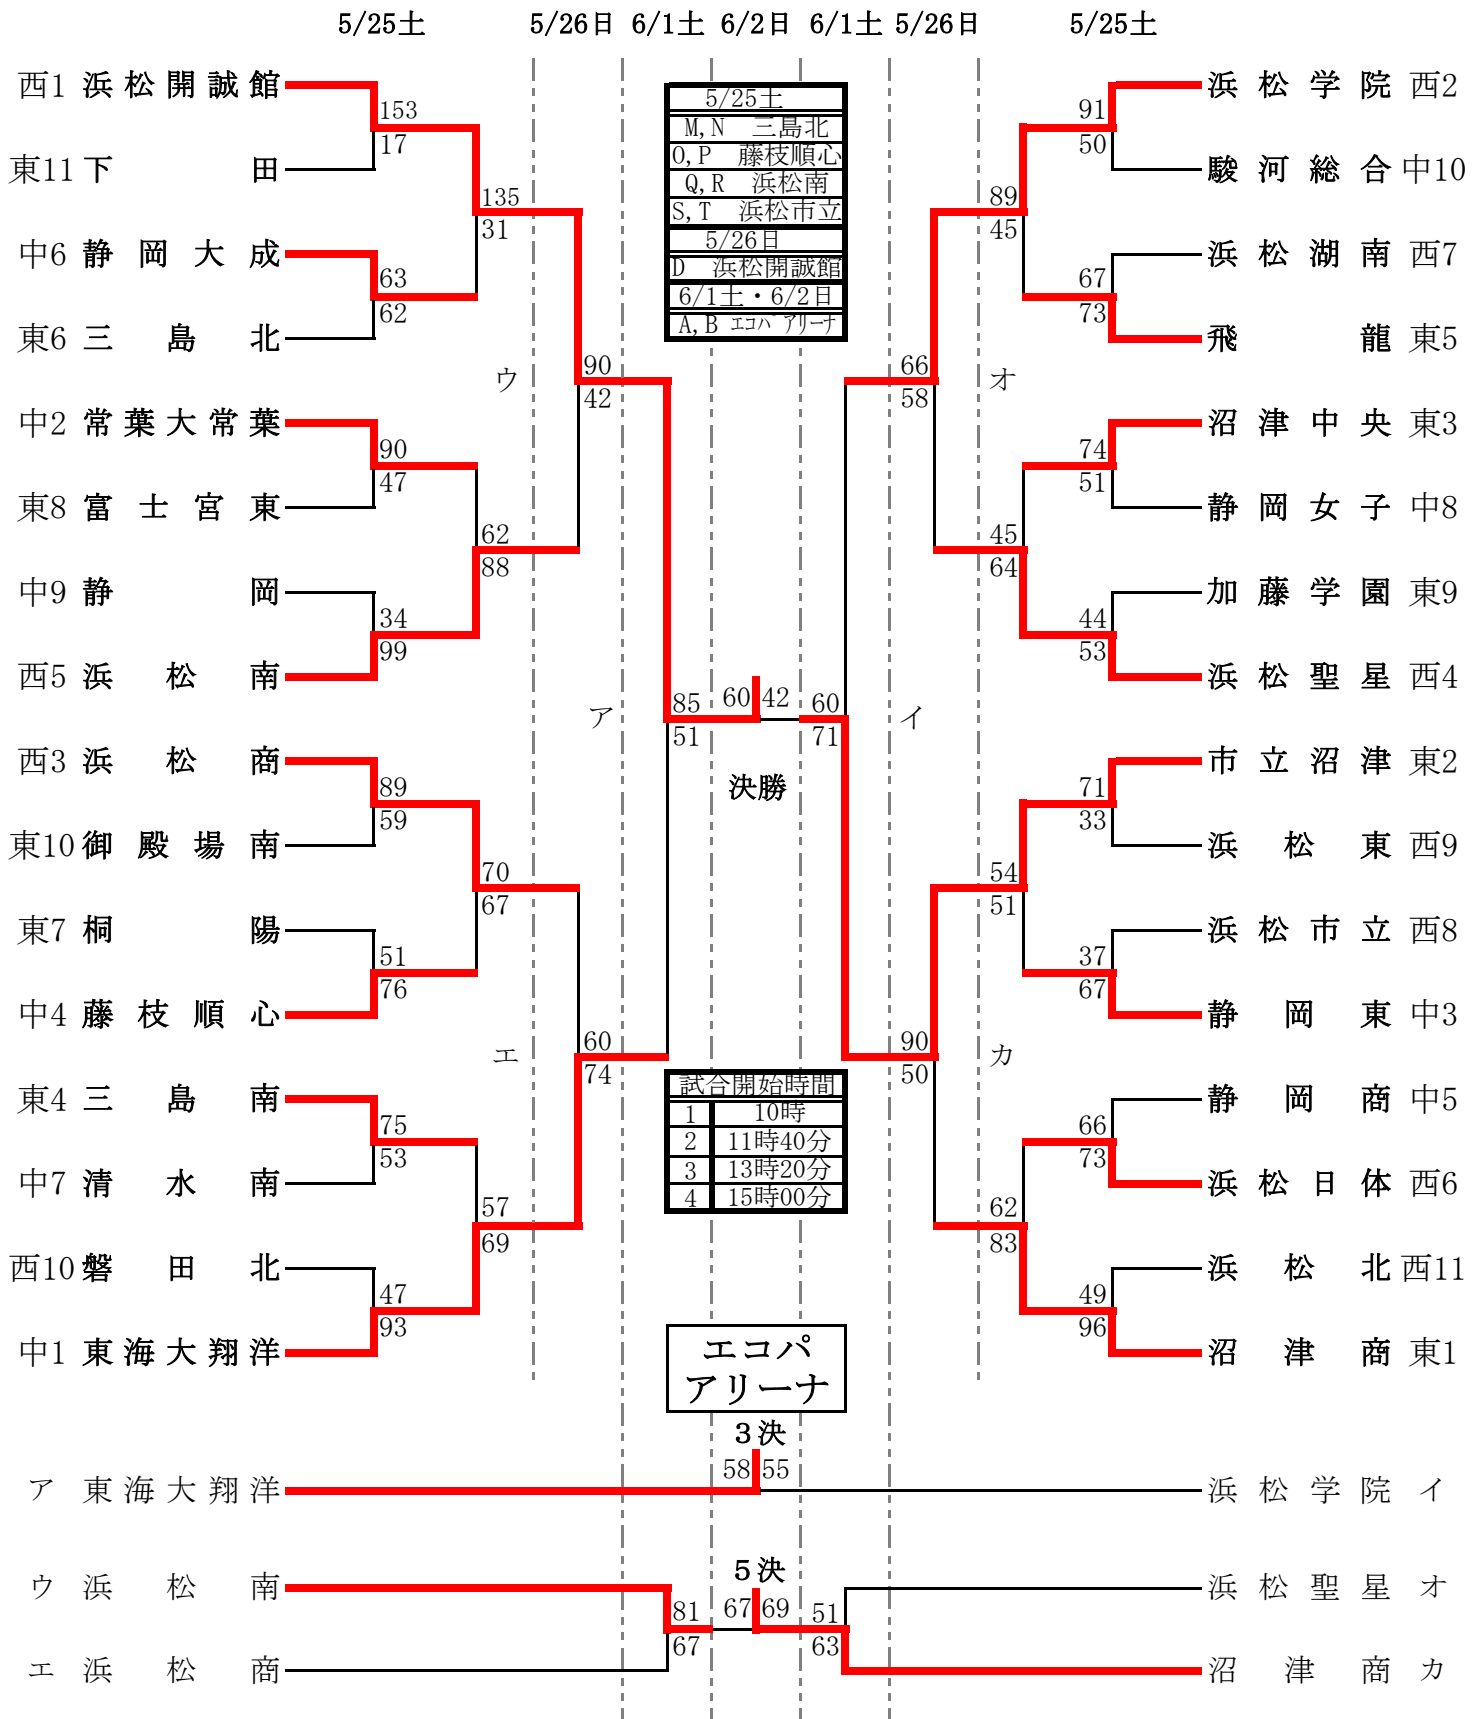 5/25土 5/26日 6/1土 6/2日 6/1土 5/26日 5/25土
西1 浜松開誠館
153
17
東11 下田
135
31
中6 静岡大成
63
62
東6 三島北
ウ
90
42
中2 常葉大常葉
90
47
東8 富士宮東
62
88
中9 静岡
34
99
西5 浜松南
ア
85
51
西3 浜松商
89
59
東10 御殿場南
70
67
東7 桐陽
51
76
中4 藤枝順心
エ
60
74
東4 三島南
75
53
中7 清水南
57
69
西10 磐田北
47
93
中1 東海大翔洋
5/25土
M,N 三島北
O,P 藤枝順心
Q,R 浜松南
S,T 浜松市立
5/26日
D 浜松開誠館
6/1土・6/2日
A,B エコパアリーナ
60 42
決勝
試合開始時間
1 10時
2 11時40分
3 13時20分
4 15時00分
エコパ
アリーナ
浜松学院 西2
91
50
駿河総合 中10
89
45
浜松湖南 西7
67
73
飛龍 東5
66
58
オ
沼津中央 東3
74
51
静岡女子 中8
45
64
加藤学園 東9
44
53
浜松聖星 西4
60
71
イ
市立沼津 東2
71
33
浜松東 西9
54
51
浜松市立 西8
37
67
静岡東 中3
90
50
カ
静岡商 中5
66
73
浜松日体 西6
62
83
浜松北 西11
49
96
沼津商 東1
3決
58 55
ア 東海大翔洋 浜松学院 イ
5決
ウ 浜松南 浜松聖星 オ
81 67 69 51
67 63
エ 浜松商 沼津商 カ